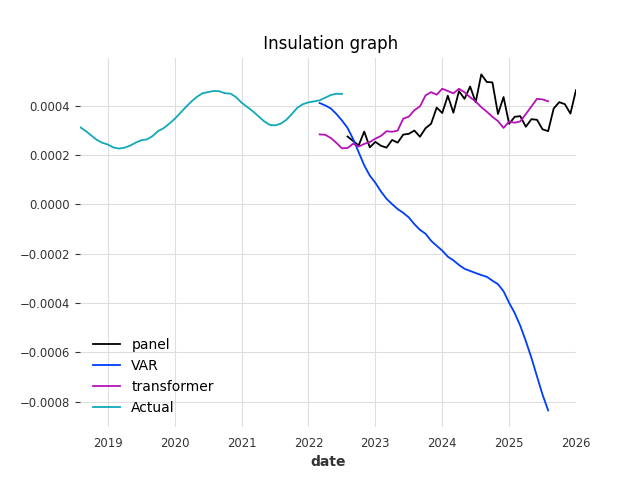 Insulation graph
0.0004
0.0002
0.0000
−0.0002
−0.0004
−0.0006
−0.0008
panel
VAR
transformer
Actual
2019 2020 2021 2022 2023 2024 2025 2026
date